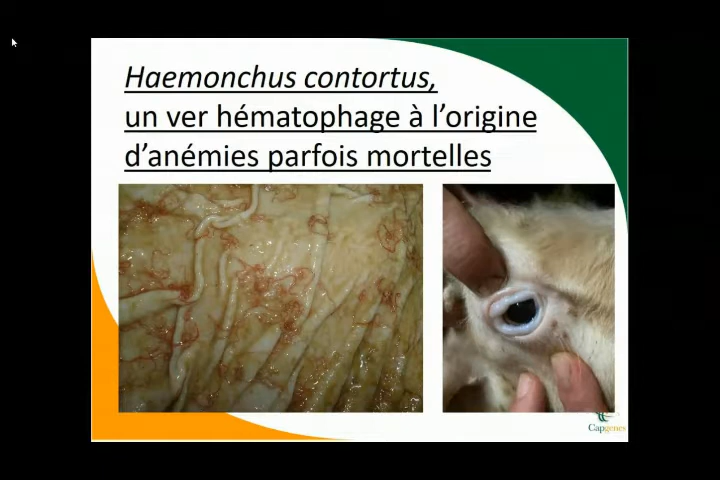 Haemonchus contortus,
un ver hématophage à l’origine
d’anémies parfois mortelles
Capgenes